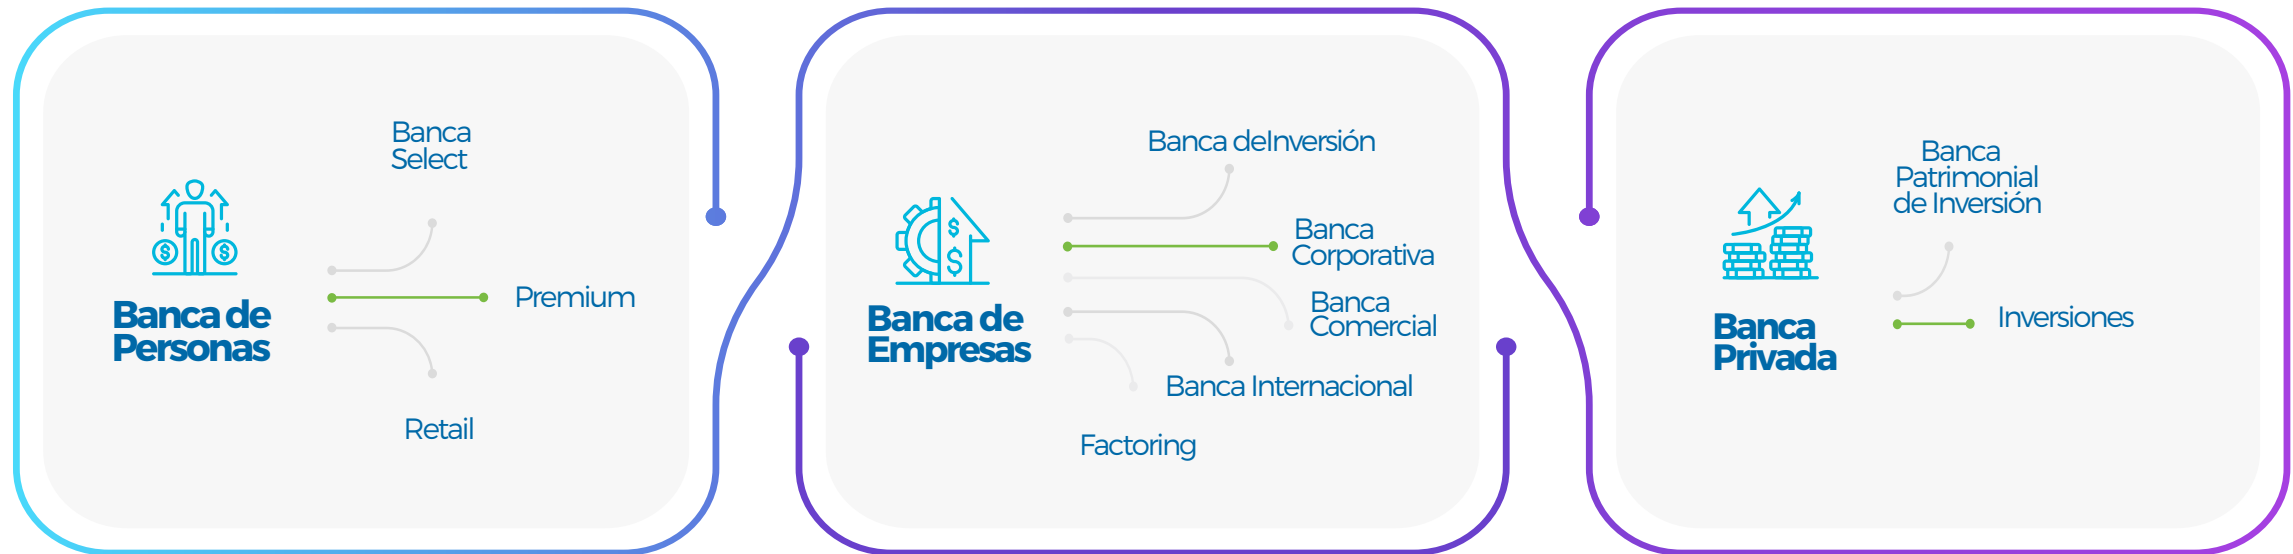 Banca de
Personas
Banca
Select
Premium
Retail
Banca de
Empresas
Banca deInversión
Banca
Corporativa
Banca
Comercial
Banca Internacional
Factoring
Banca
Privada
Banca
Patrimonial
de Inversión
Inversiones